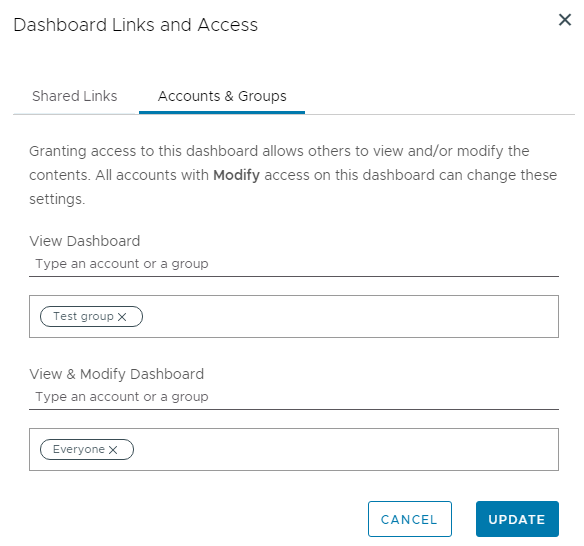 Dashboard Links and Access
Shared Links
Accounts & Groups
Granting access to this dashboard allows others to view and/or modify the
contents. All accounts with Modify access on this dashboard can change these
settings.
View Dashboard
Type an account or a group
Test group
View & Modify Dashboard
Type an account or a group
Everyone
CANCEL
UPDATE